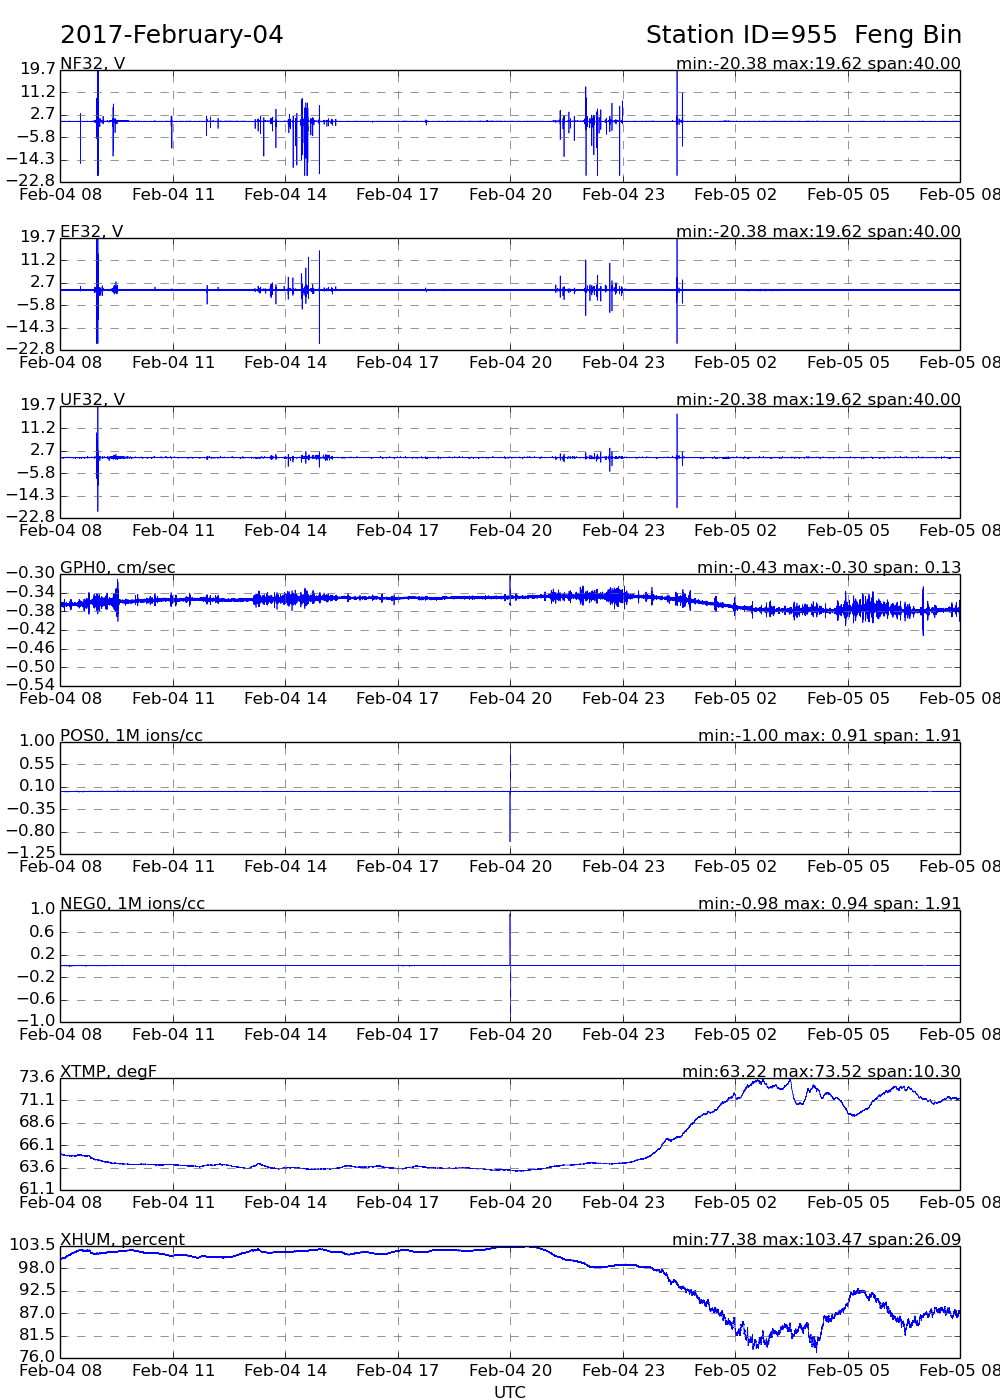 2017-February-04 Station ID=955 Feng Bin
NF32, V min:-20.38 max:19.62 span:40.00
19.7
11.2
2.7
−5.8
−14.3
−22.8
Feb-04 08 Feb-04 11 Feb-04 14 Feb-04 17 Feb-04 20 Feb-04 23 Feb-05 02 Feb-05 05 Feb-05 08
EF32, V min:-20.38 max:19.62 span:40.00
19.7
11.2
2.7
−5.8
−14.3
−22.8
Feb-04 08 Feb-04 11 Feb-04 14 Feb-04 17 Feb-04 20 Feb-04 23 Feb-05 02 Feb-05 05 Feb-05 08
UF32, V min:-20.38 max:19.62 span:40.00
19.7
11.2
2.7
−5.8
−14.3
−22.8
Feb-04 08 Feb-04 11 Feb-04 14 Feb-04 17 Feb-04 20 Feb-04 23 Feb-05 02 Feb-05 05 Feb-05 08
GPH0, cm/sec min:-0.43 max:-0.30 span: 0.13
−0.30
−0.34
−0.38
−0.42
−0.46
−0.50
−0.54
Feb-04 08 Feb-04 11 Feb-04 14 Feb-04 17 Feb-04 20 Feb-04 23 Feb-05 02 Feb-05 05 Feb-05 08
POS0, 1M ions/cc min:-1.00 max: 0.91 span: 1.91
1.00
0.55
0.10
−0.35
−0.80
−1.25
Feb-04 08 Feb-04 11 Feb-04 14 Feb-04 17 Feb-04 20 Feb-04 23 Feb-05 02 Feb-05 05 Feb-05 08
NEG0, 1M ions/cc min:-0.98 max: 0.94 span: 1.91
1.0
0.6
0.2
−0.2
−0.6
−1.0
Feb-04 08 Feb-04 11 Feb-04 14 Feb-04 17 Feb-04 20 Feb-04 23 Feb-05 02 Feb-05 05 Feb-05 08
XTMP, degF min:63.22 max:73.52 span:10.30
73.6
71.1
68.6
66.1
63.6
61.1
Feb-04 08 Feb-04 11 Feb-04 14 Feb-04 17 Feb-04 20 Feb-04 23 Feb-05 02 Feb-05 05 Feb-05 08
XHUM, percent min:77.38 max:103.47 span:26.09
103.5
98.0
92.5
87.0
81.5
76.0
Feb-04 08 Feb-04 11 Feb-04 14 Feb-04 17 Feb-04 20 Feb-04 23 Feb-05 02 Feb-05 05 Feb-05 08
UTC